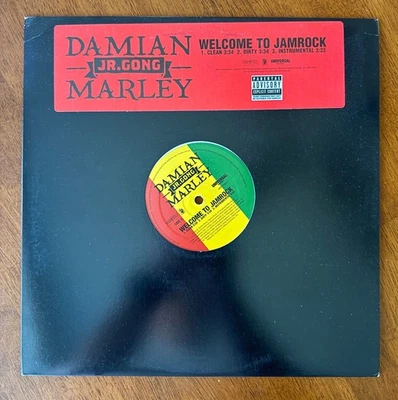 DAMIAN
JR.GONG
MARLEY
WELCOME TO JAMROCK
1. CLEAN 3:34 2. DIRTY 3:34 3. INSTRUMENTAL 3:33
UNIVERSAL
PARENTAL
ADVISORY
EXPLICIT CONTENT
DAMIAN
JR.GONG
MARLEY
WELCOME TO JAMROCK